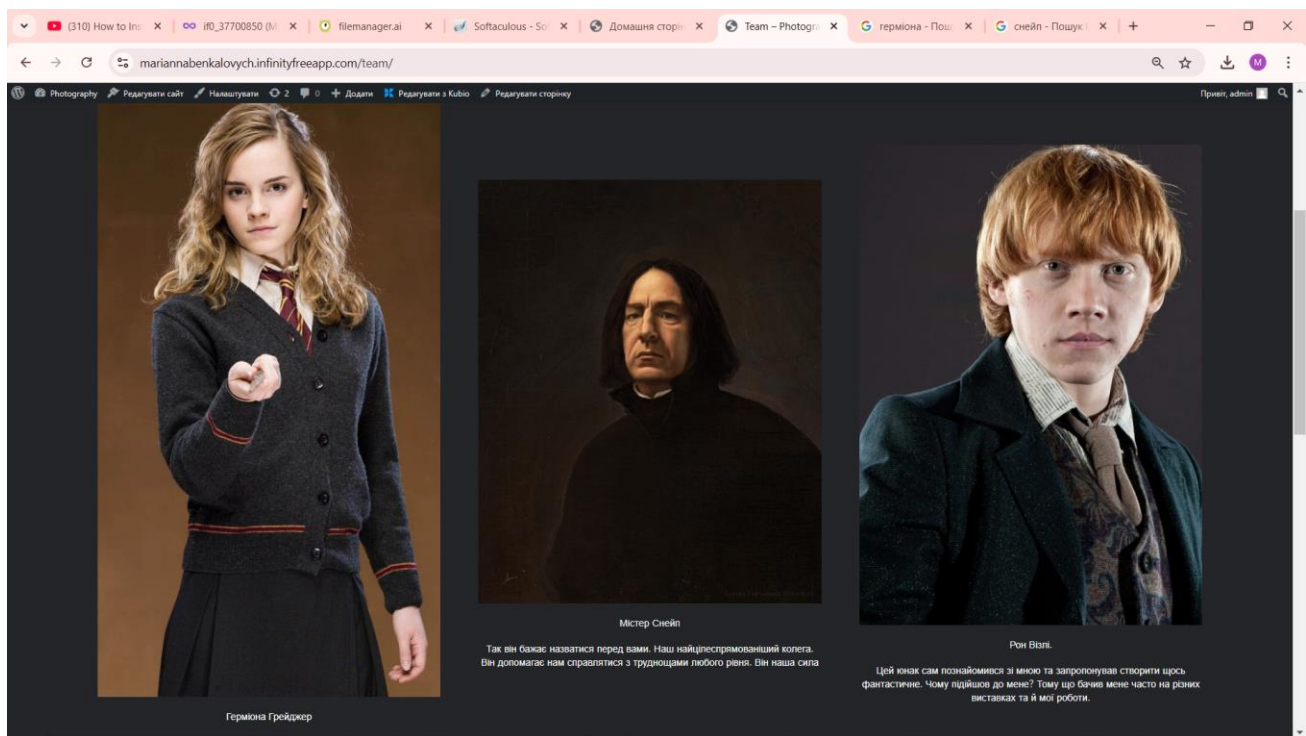 (310) How to Ins
if0_37700850 (M
filemanager.ai
Softaculous - So
Домашня сторін
Team – Photogra
герміона - Пош
снейп - Пошук
mariannabenkalovych.infinityfreeapp.com/team/
M
Photography Редагувати сайт Налаштувати 2 0 Додати Редагувати з Kubio Редагувати сторінку Привіт, admin
Містер Снейп
Так він бажає назватися перед вами. Наш найцілеспрямованіший колега.
Він допомагає нам справлятися з труднощами любого рівня. Він наша сила
Рон Візлі.
Цей юнак сам познайомився зі мною та запропонував створити щось
фантастичне. Чому підійшов до мене? Тому що бачив мене часто на різних
виставках та й мої роботи.
Герміона Грейджер